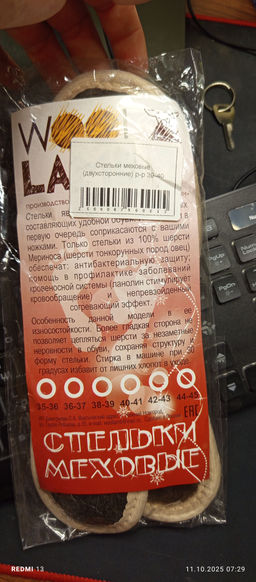 WOOL
LA
Стельки меховые
(двухсторонние) р-р 39-40
производство
Стельки
составляющих удобной обуви
первую очередь соприкасаются с вашими
ножками. Только стельки из 100% шерсти
Мериноса (шерсти тонкорунных пород овец)
обеспечат: антибактериальную защиту;
помощь в профилактике заболеваний
кровеносной системы (ланолин стимулирует
кровообращение) и непревзойденный
согревающий эффект.
Особенность данной модели в ее
износостойкости. Более гладкая сторона не
позволяет цепляться шерсти за незаметные
неровности в обуви, сохраняя структуру и
форму стельки. Стирка в машине при 30
градусах избавит от лишних хлопот в уходе.
35-36 36-37 38-39 40-41 42-43 44-45
EAC
СТЕЛЬКИ
МЕХОВЫЕ
REDMI 13
11.10.2025 07:29